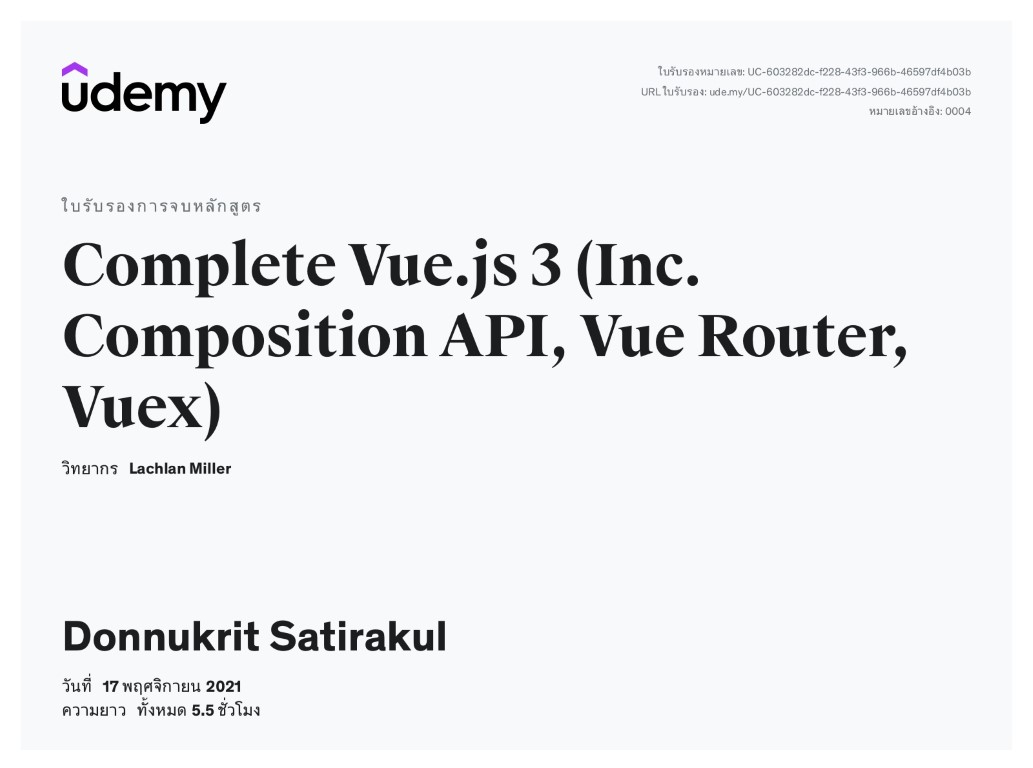 udemy
ใบรับรองหมายเลข: UC-603282dc-f228-43f3-966b-46597df4b03b
URL ใบรับรอง: ude.my/UC-603282dc-f228-43f3-966b-46597df4b03b
หมายเลขอ้างอิง: 0004
ใบรับรองการจบหลักสูตร
Complete Vue.js 3 (Inc.
Composition API, Vue Router,
Vuex)
วิทยากร Lachlan Miller
Donnukrit Satirakul
วันที่ 17 พฤศจิกายน 2021
ความยาว ทั้งหมด 5.5 ชั่วโมง